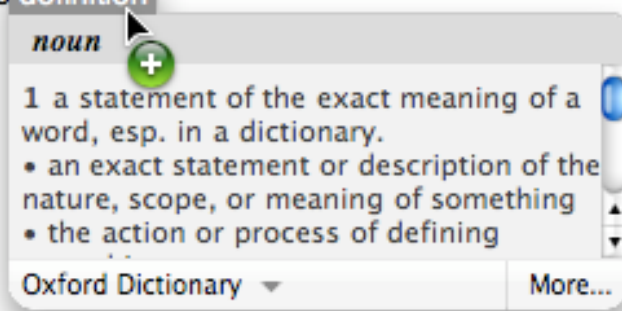 definition
noun
1 a statement of the exact meaning of a
word, esp. in a dictionary.
• an exact statement or description of the
nature, scope, or meaning of something
• the action or process of defining
Oxford Dictionary
More...